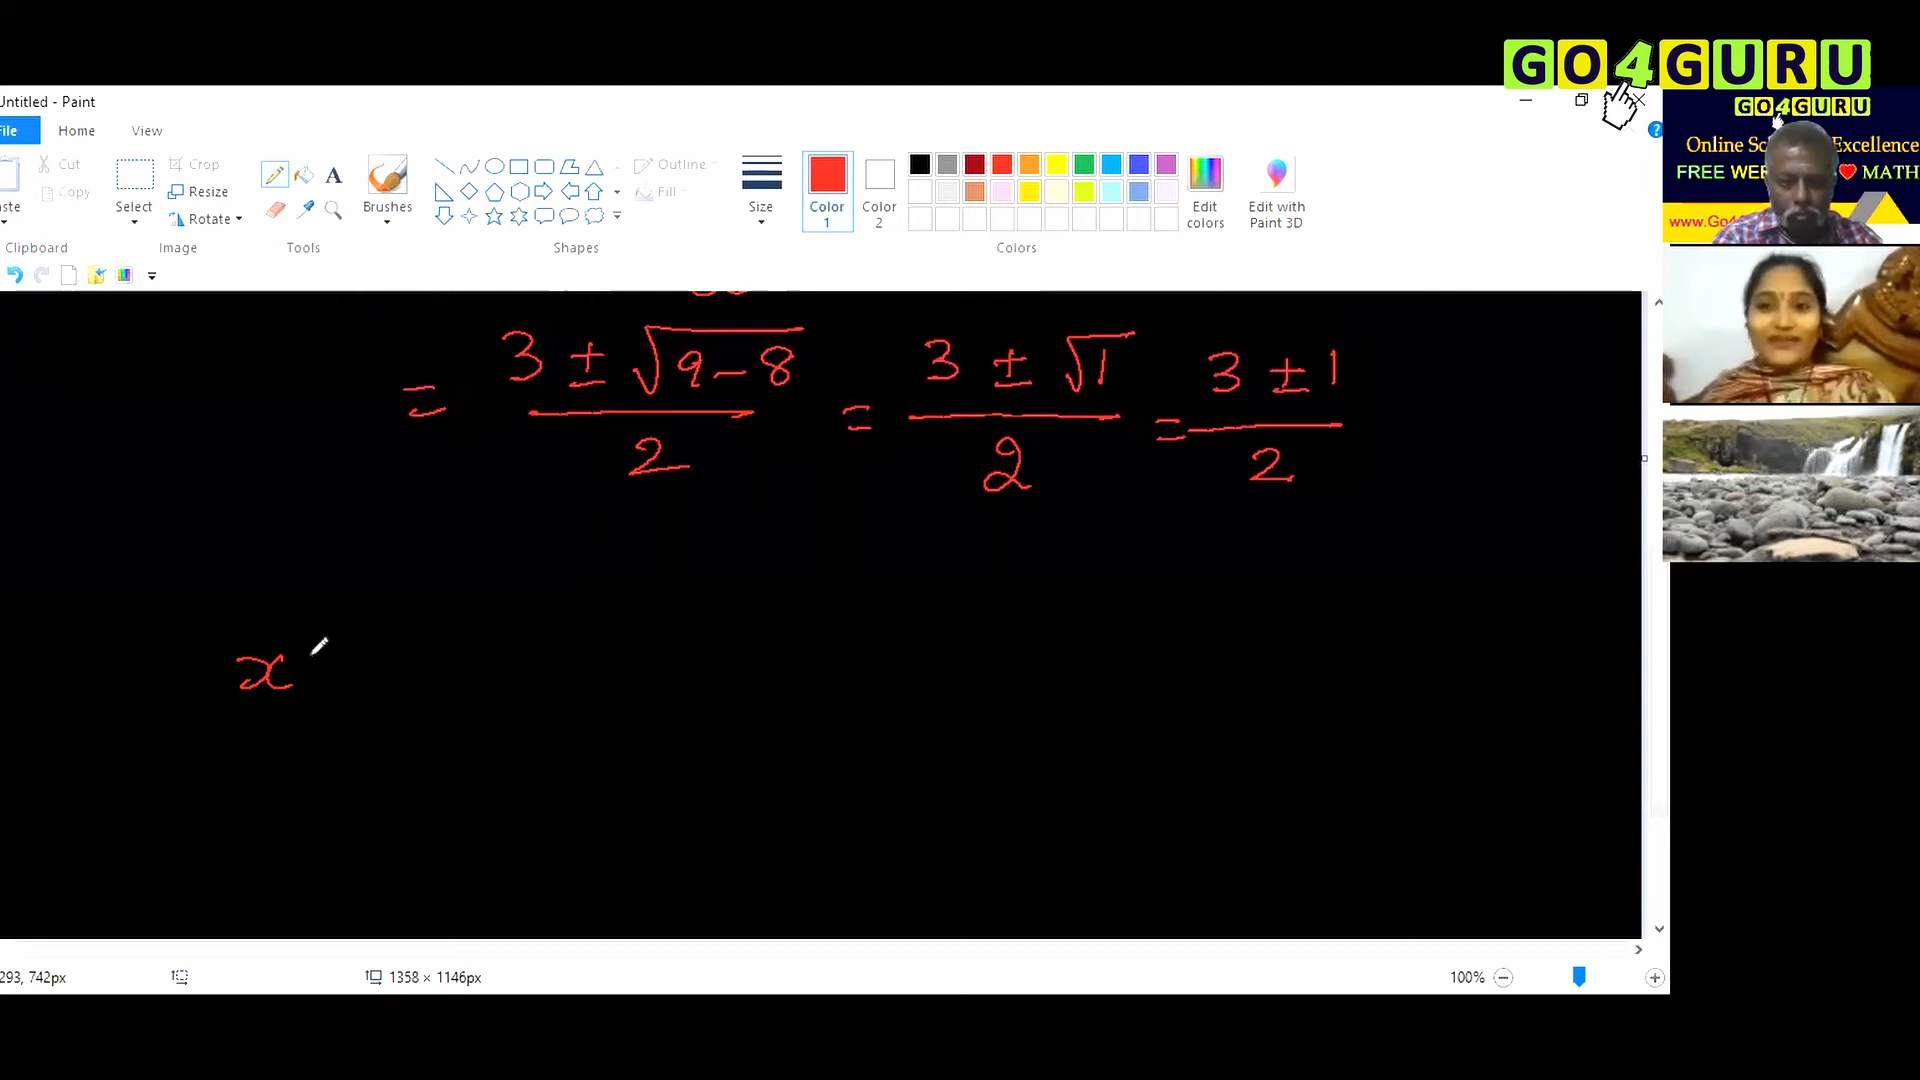 GO4GURU
Untitled - Paint
GO4GURU
File Home View
Online Sc Excellence
FREE WEB MATH
www.Go4
Cut
Copy
Select
Crop
Resize
Rotate
A
Brushes
Outline
Fill
Size
Color 1
Color 2
Edit colors
Edit with Paint 3D
Clipboard Image Tools Shapes Colors
= 3 ± √9-8 / 2 = 3 ± √1 / 2 = 3 ± 1 / 2
x
293, 742px 1358 × 1146px 100%